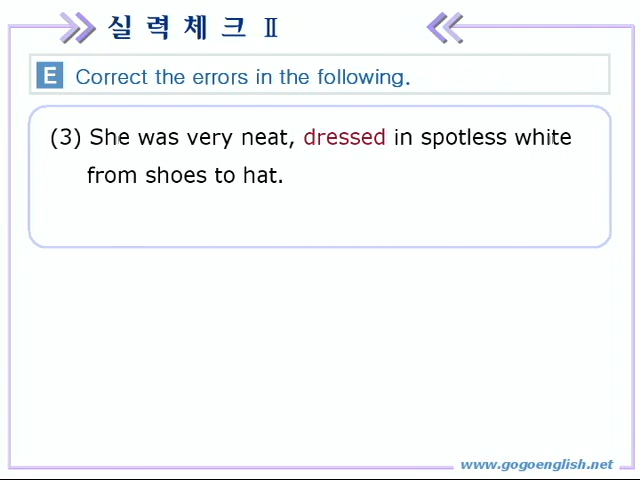 실 력 체 크 Ⅱ
E Correct the errors in the following.
(3) She was very neat, dressed in spotless white
from shoes to hat.
www.gogoenglish.net